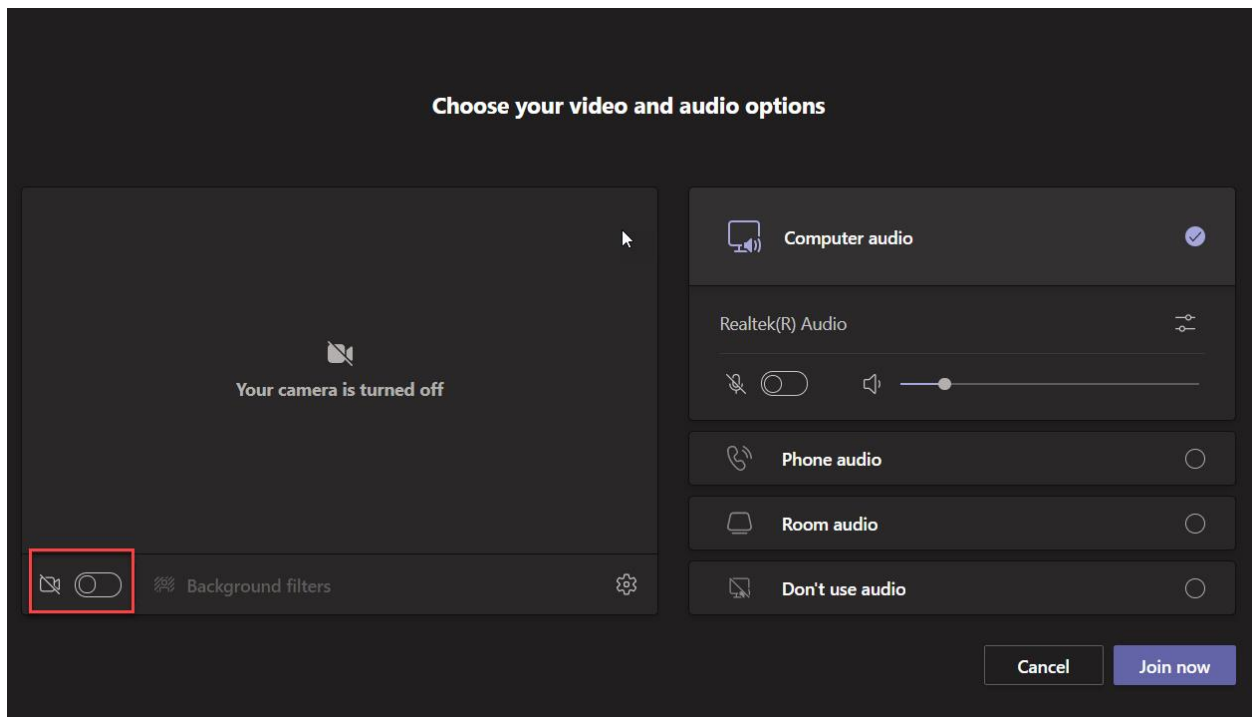 Choose your video and audio options
Your camera is turned off
Background filters
Computer audio
Realtek(R) Audio
Phone audio
Room audio
Don't use audio
Cancel
Join now